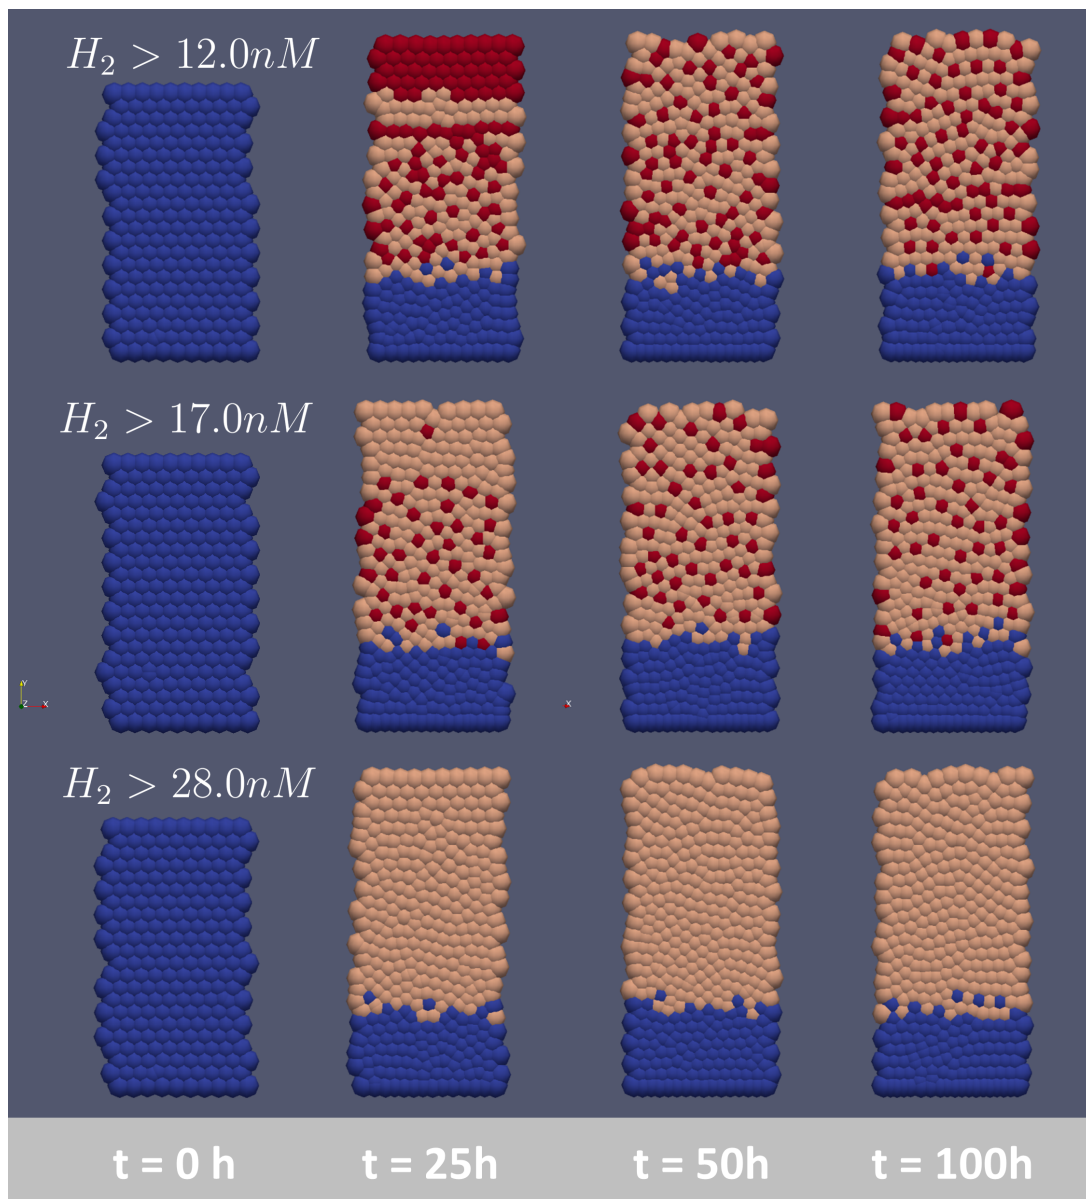 H₂ > 12.0nM
H₂ > 17.0nM
Y
Z X X
H₂ > 28.0nM
t = 0 h t = 25h t = 50h t = 100h